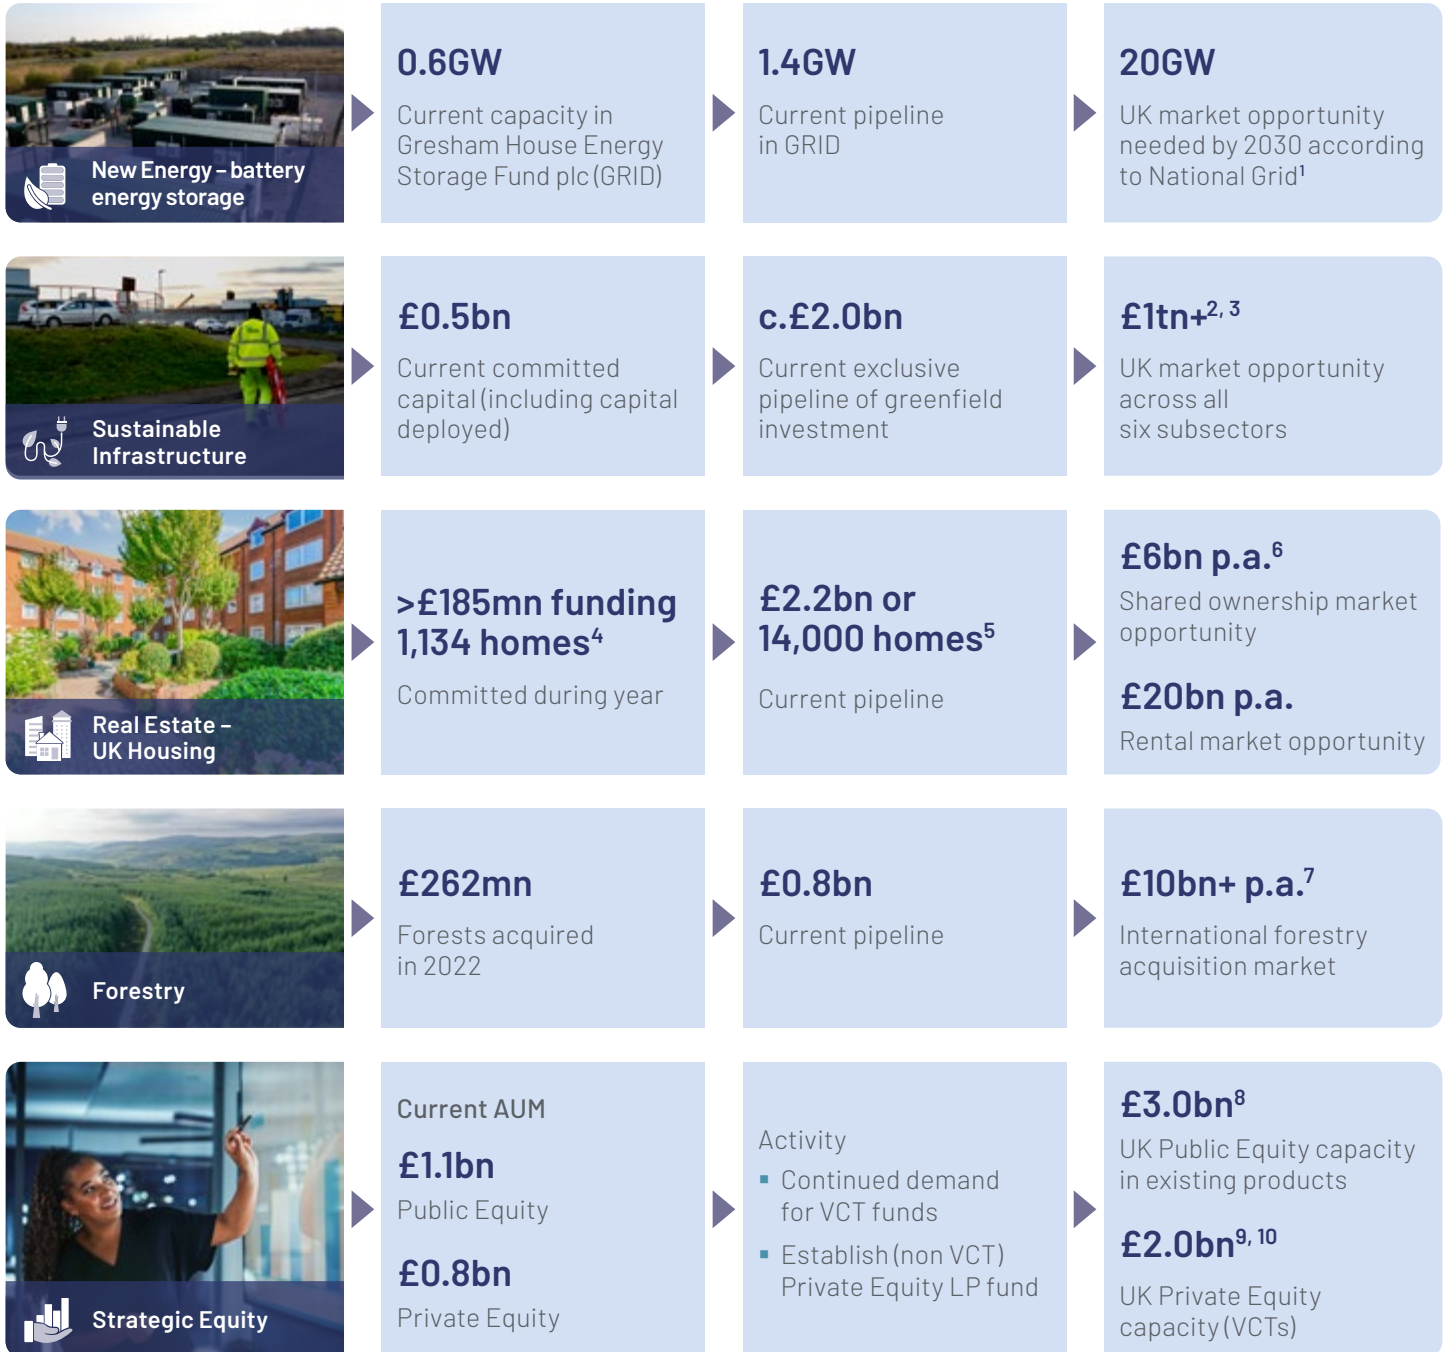 New Energy – battery
energy storage
0.6GW
Current capacity in
Gresham House Energy
Storage Fund plc (GRID)
1.4GW
Current pipeline
in GRID
20GW
UK market opportunity
needed by 2030 according
to National Grid¹
Sustainable
Infrastructure
£0.5bn
Current committed
capital (including capital
deployed)
c.£2.0bn
Current exclusive
pipeline of greenfield
investment
£1tn+²,³
UK market opportunity
across all
six subsectors
Real Estate –
UK Housing
>£185mn funding
1,134 homes⁴
Committed during year
£2.2bn or
14,000 homes⁵
Current pipeline
£6bn p.a.⁶
Shared ownership market
opportunity
£20bn p.a.
Rental market opportunity
Forestry
£262mn
Forests acquired
in 2022
£0.8bn
Current pipeline
£10bn+ p.a.⁷
International forestry
acquisition market
Strategic Equity
Current AUM
£1.1bn
Public Equity
£0.8bn
Private Equity
Activity
▪ Continued demand
for VCT funds
▪ Establish (non VCT)
Private Equity LP fund
£3.0bn⁸
UK Public Equity capacity
in existing products
£2.0bn⁹,¹⁰
UK Private Equity
capacity (VCTs)